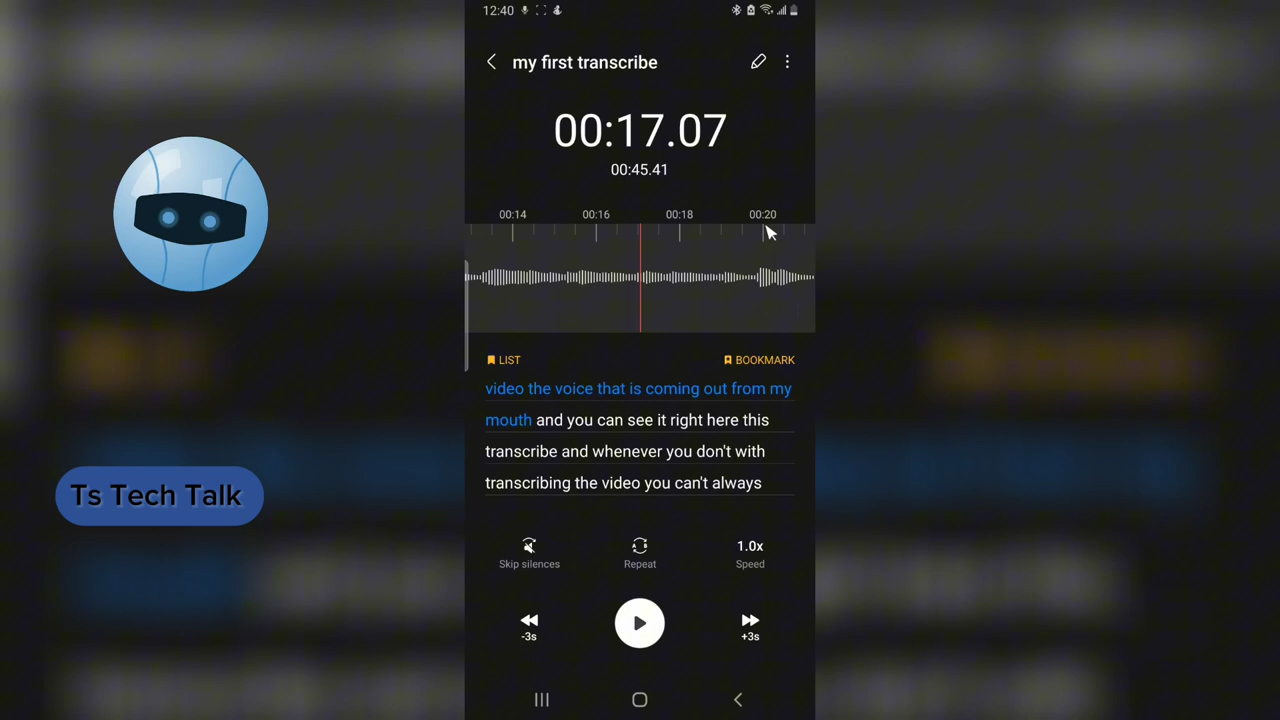 12:40
my first transcribe
00:17.07
00:45.41
00:14 00:16 00:18 00:20
LIST BOOKMARK
video the voice that is coming out from my
mouth and you can see it right here this
transcribe and whenever you don't with
transcribing the video you can't always
Ts Tech Talk
1.0x
Skip silences Repeat Speed
-3s +3s